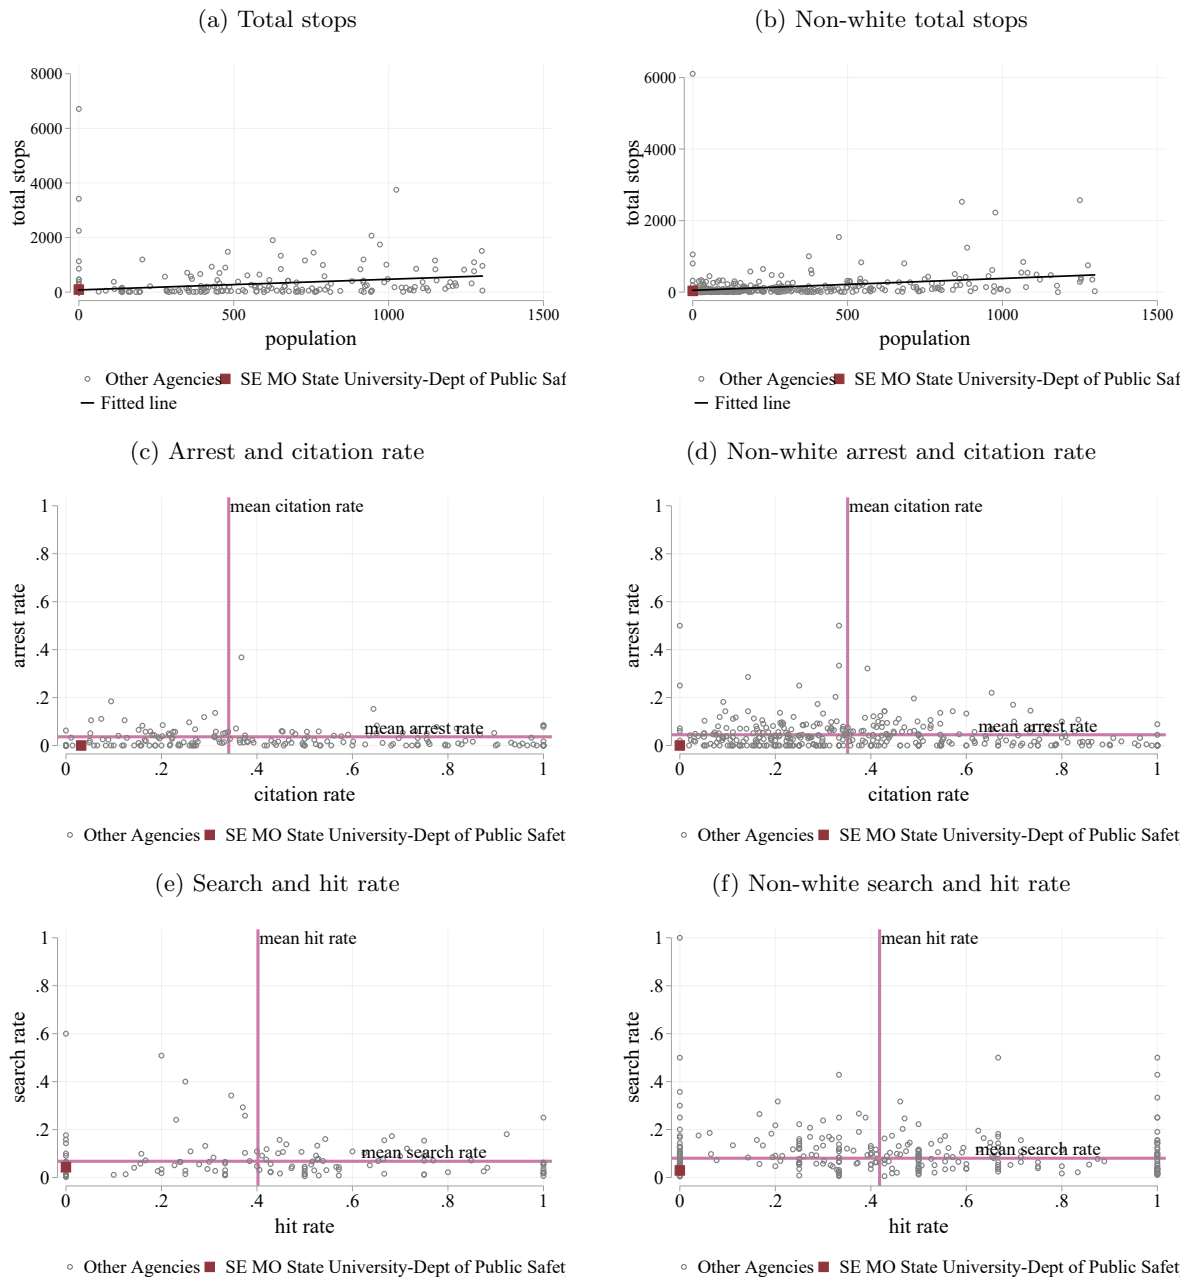 (a) Total stops
(b) Non-white total stops
8000
6000
4000
2000
0
total stops
0 500 1000 1500
population
Other Agencies SE MO State University-Dept of Public Saf
Fitted line
6000
4000
2000
0
total stops
0 500 1000 1500
population
Other Agencies SE MO State University-Dept of Public Saf
Fitted line
(c) Arrest and citation rate
(d) Non-white arrest and citation rate
1
.8
.6
.4
.2
0
arrest rate
mean citation rate
mean arrest rate
0 .2 .4 .6 .8 1
citation rate
Other Agencies SE MO State University-Dept of Public Safet
1
.8
.6
.4
.2
0
arrest rate
mean citation rate
mean arrest rate
0 .2 .4 .6 .8 1
citation rate
Other Agencies SE MO State University-Dept of Public Safet
(e) Search and hit rate
(f) Non-white search and hit rate
1
.8
.6
.4
.2
0
search rate
mean hit rate
mean search rate
0 .2 .4 .6 .8 1
hit rate
Other Agencies SE MO State University-Dept of Public Safet
1
.8
.6
.4
.2
0
search rate
mean hit rate
mean search rate
0 .2 .4 .6 .8 1
hit rate
Other Agencies SE MO State University-Dept of Public Safet